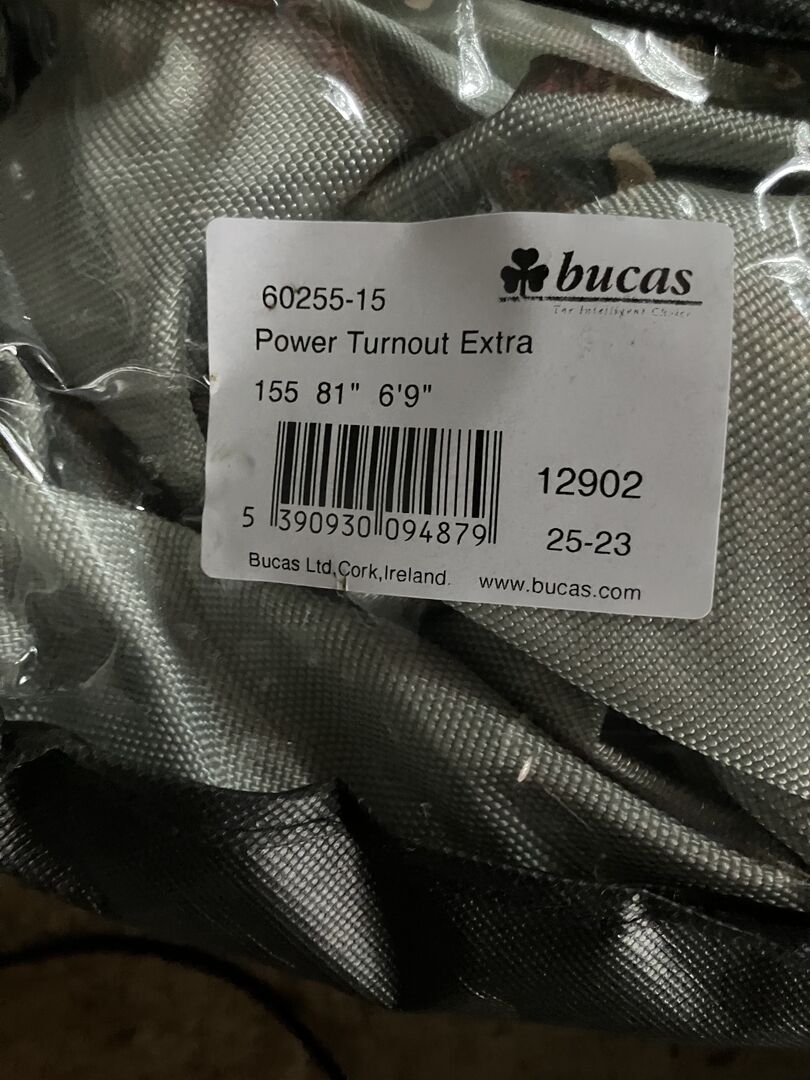 bucas
The Intelligent Choice
60255-15
Power Turnout Extra
155 81" 6'9"
5 390930 094879
12902
25-23
Bucas Ltd,Cork,Ireland.
www.bucas.com